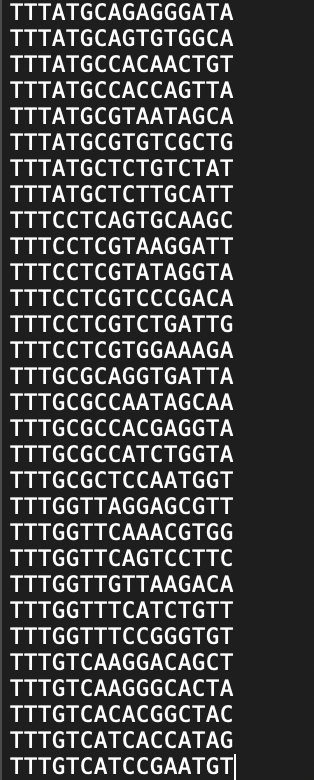 TTTATGCAGAGGGATA
TTTATGCAGTGTGGCA
TTTATGCCACAACTGT
TTTATGCCACCAGTTA
TTTATGCGTAATAGCA
TTTATGCGTGTCGCTG
TTTATGCTCTGTCTAT
TTTATGCTCTTGCATT
TTTCCTCAGTGCAAGC
TTTCCTCGTAAGGATT
TTTCCTCGTATAGGTA
TTTCCTCGTCCCGACA
TTTCCTCGTCTGATTG
TTTCCTCGTGGAAAGA
TTTGCGCAGGTGATTA
TTTGCGCCAATAGCAA
TTTGCGCCACGAGGTA
TTTGCGCCATCTGGTA
TTTGCGCTCCAATGGT
TTTGGTTAGGAGCGTT
TTTGGTTCAAACGTGG
TTTGGTTCAGTCCTTC
TTTGGTTGTTAAGACA
TTTGGTTTCATCTGTT
TTTGGTTTCCGGGTGT
TTTGTCAAGGACAGCT
TTTGTCAAGGGCACTA
TTTGTCACACGGCTAC
TTTGTCATCACCATAG
TTTGTCATCCGAATGT